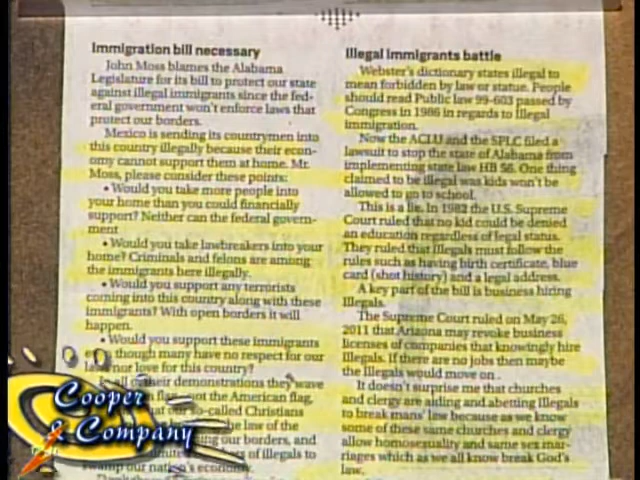 Immigration bill necessary
John Moss blames the Alabama
Legislature for its bill to protect our state
against illegal immigrants since the fed-
eral government won't enforce laws that
protect our borders.
Mexico is sending its countrymen into
this country illegally because their econ-
omy cannot support them at home. Mr.
Moss, please consider these points:
• Would you take more people into
your home than you could financially
support? Neither can the federal govern-
ment
• Would you take lawbreakers into your
home? Criminals and felons are among
the immigrants here illegally.
• Would you support any terrorists
coming into this country along with these
immigrants? With open borders it will
happen.
• Would you support these immigrants
though many have no respect for our
nor love for this country?
all of their demonstrations they wave
not the American flag,
that our so-called Christians
be law of the
our borders, and
of illegals to
swamp our nation's economy.
Illegal immigrants battle
Webster's dictionary states illegal to
mean forbidden by law or statue. People
should read Public law 99-603 passed by
Congress in 1986 in regards to illegal
immigration.
Now the ACLU and the SPLC filed a
lawsuit to stop the state of Alabama from
implementing state law HB 56. One thing
claimed to be illegal was kids won't be
allowed to go to school.
This is a lie. In 1982 the U.S. Supreme
Court ruled that no kid could be denied
an education regardless of legal status.
They ruled that illegals must follow the
rules such as having birth certificate, blue
card (shot history) and a legal address.
A key part of the bill is business hiring
Illegals.
The Supreme Court ruled on May 26,
2011 that Arizona may revoke business
licenses of companies that knowingly hire
Illegals. If there are no jobs then maybe
the Illegals would move on.
It doesn't surprise me that churches
and clergy are aiding and abetting Illegals
to break mans' law because as we know
some of these same churches and clergy
allow homosexuality and same sex mar-
riages which as we all know break God's
law.
Cooper
& Company